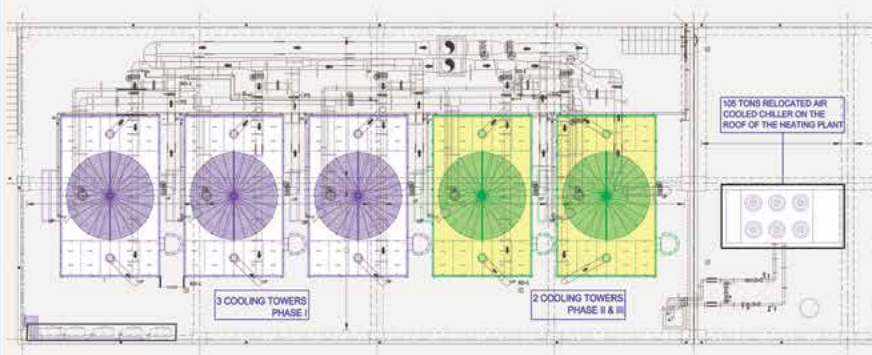 105 TONS RELOCATED AIR
COOLED CHILLER ON THE
ROOF OF THE HEATING PLANT
3 COOLING TOWERS
PHASE I
2 COOLING TOWERS
PHASE II & III